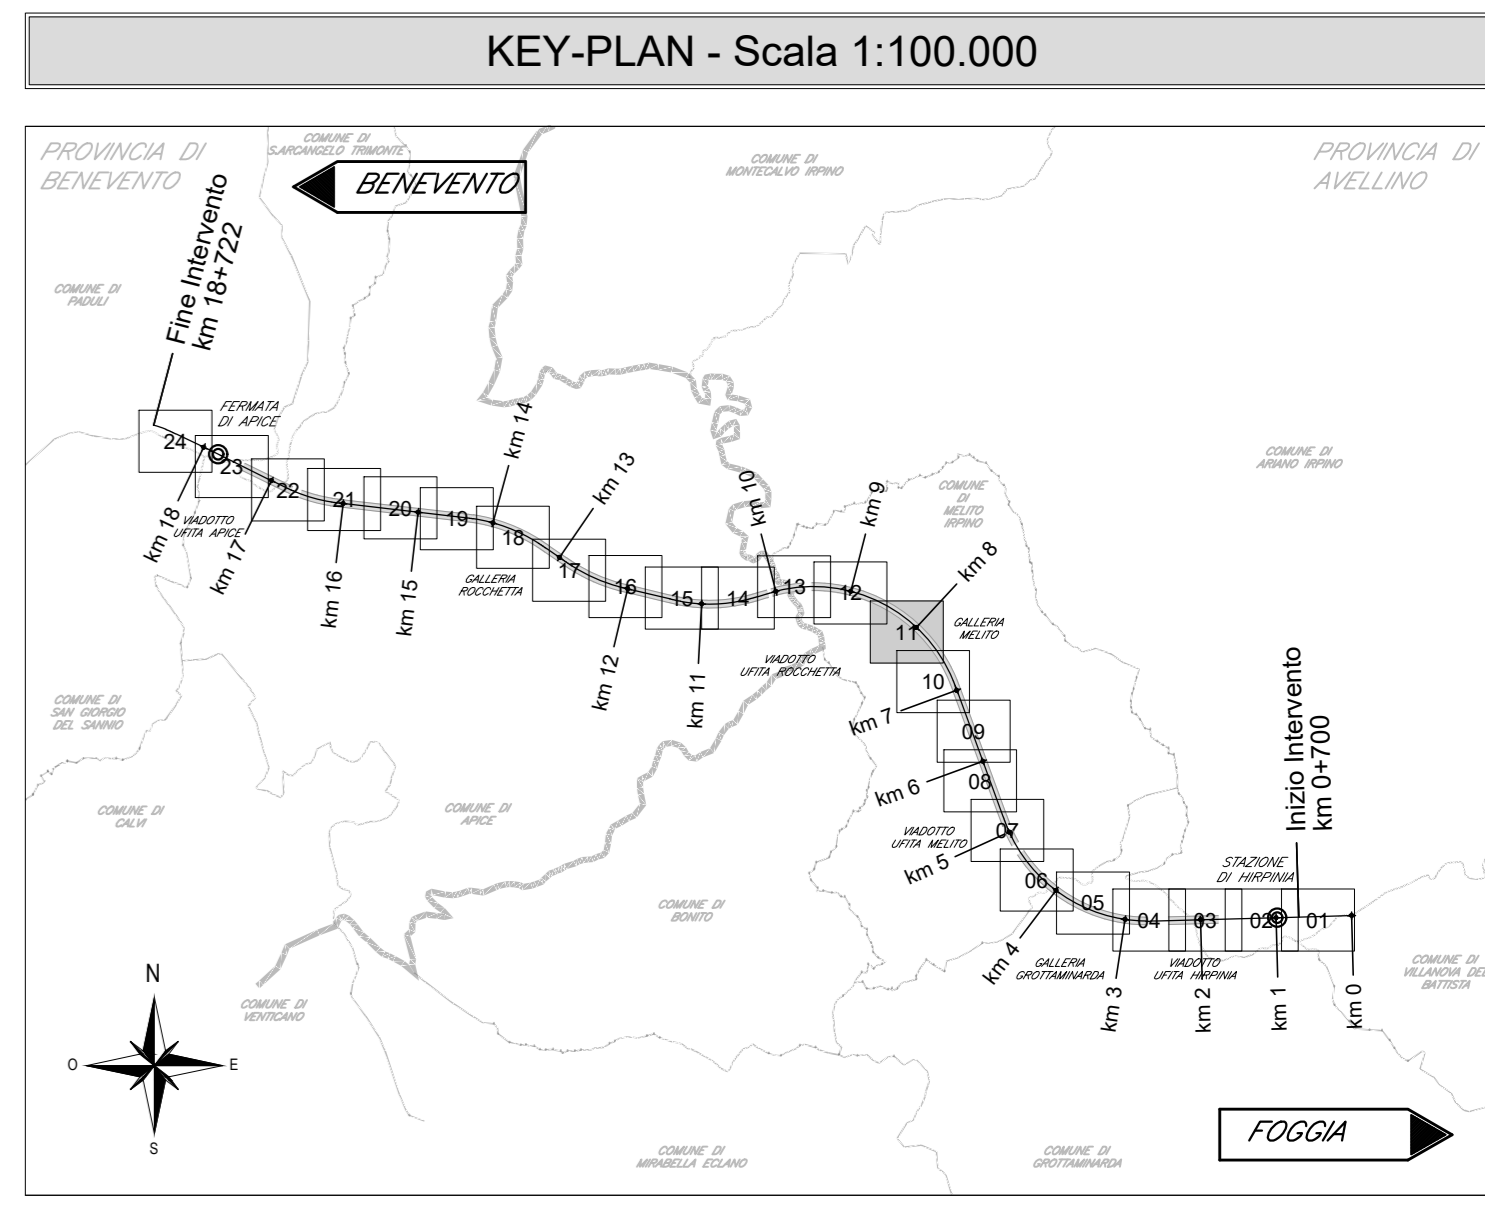 KEY-PLAN - Scala 1:100.000
PROVINCIA DI
BENEVENTO
COMUNE DI
S.ARCANGELO TRIMONTE
BENEVENTO
COMUNE DI
MONTECALVO IRPINO
PROVINCIA DI
AVELLINO
Fine Intervento
km 18+722
COMUNE DI
PADULI
FERMATA
DI APICE
24
23
22
21
20
19
18
17
16
15
14
13
12
11
10
09
08
07
06
05
04
03
02
01
km 18
km 17
km 16
km 15
km 14
km 13
km 12
km 11
km 10
km 9
km 8
km 7
km 6
km 5
km 4
km 3
km 2
km 1
km 0
VIADOTTO
UFITA APICE
GALLERIA
ROCCHETTA
COMUNE
DI
MELITO
IRPINO
COMUNE DI
ARIANO IRPINO
GALLERIA
MELITO
VIADOTTO
UFITA ROCCHETTA
Inizio Intervento
km 0+700
COMUNE DI
SAN GIORGIO
DEL SANNIO
COMUNE DI
CALVI
COMUNE DI
APICE
VIADOTTO
UFITA MELITO
STAZIONE
DI HIRPINIA
COMUNE DI
BONITO
GALLERIA
GROTTAMINARDA
VIADOTTO
UFITA HIRPINIA
COMUNE DI
VILLANOVA DEL
BATTISTA
COMUNE DI
VENTICANO
N
O
E
S
FOGGIA
COMUNE DI
MIRABELLA ECLANO
COMUNE DI
GROTTAMINARDA